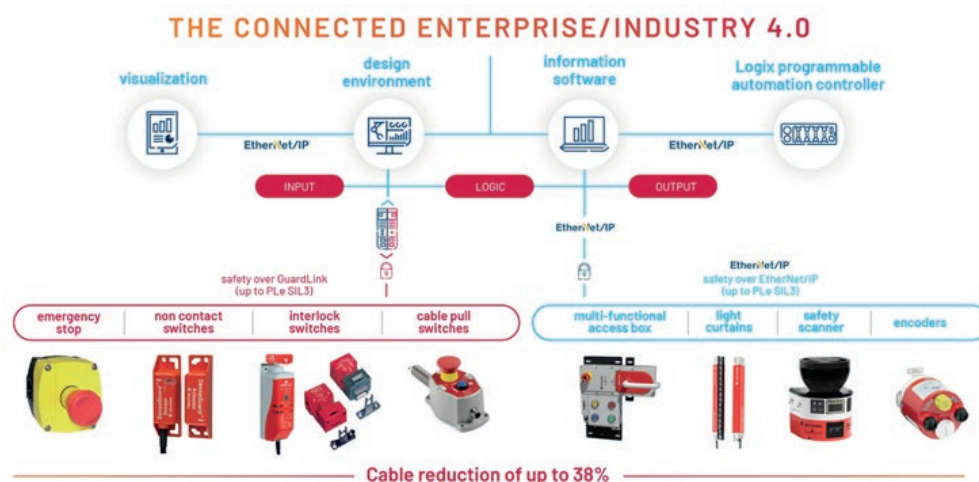 THE CONNECTED ENTERPRISE/INDUSTRY 4.0
visualization
design
environment
information
software
Logix programmable
automation controller
EtherNet/IP
EtherNet/IP
INPUT
LOGIC
OUTPUT
EtherNet/IP
safety over GuardLink
(up to PLe SIL3)
EtherNet/IP
safety over EtherNet/IP
(up to PLe SIL3)
emergency
stop
non contact
switches
interlock
switches
cable pull
switches
multi-functional
access box
light
curtains
safety
scanner
encoders
Cable reduction of up to 38%